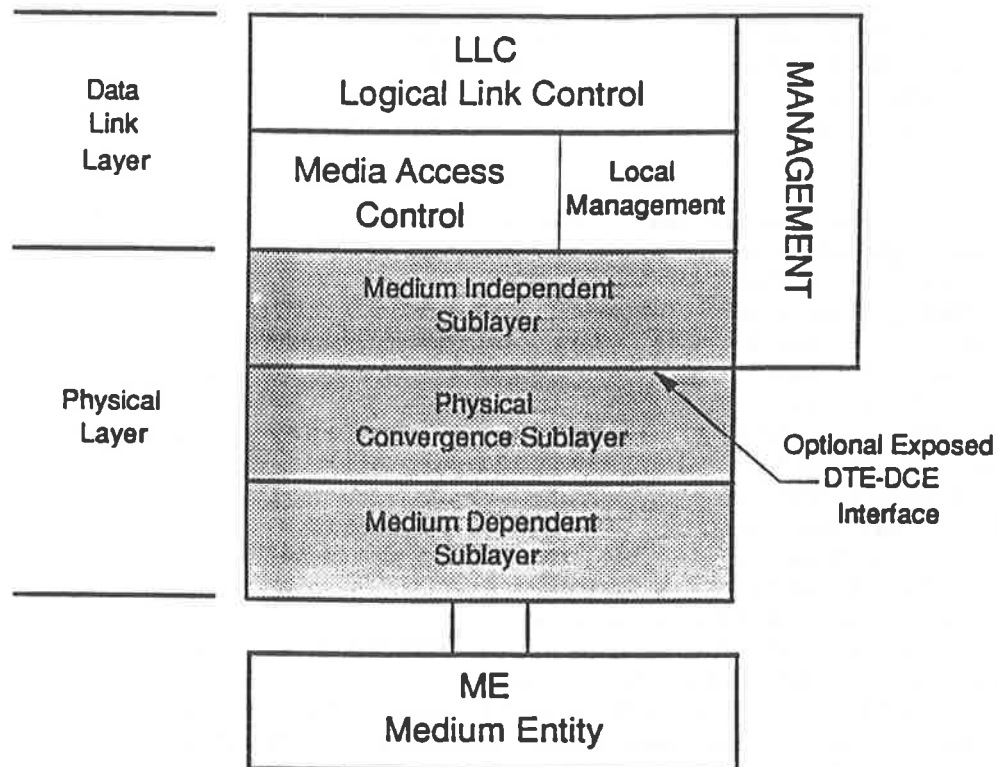 LLC
Logical Link Control
MANAGEMENT
Data
Link
Layer
Media Access
Control
Local
Management
Medium Independent
Sublayer
Physical
Layer
Physical
Convergence Sublayer
Optional Exposed
DTE-DCE
Interface
Medium Dependent
Sublayer
ME
Medium Entity